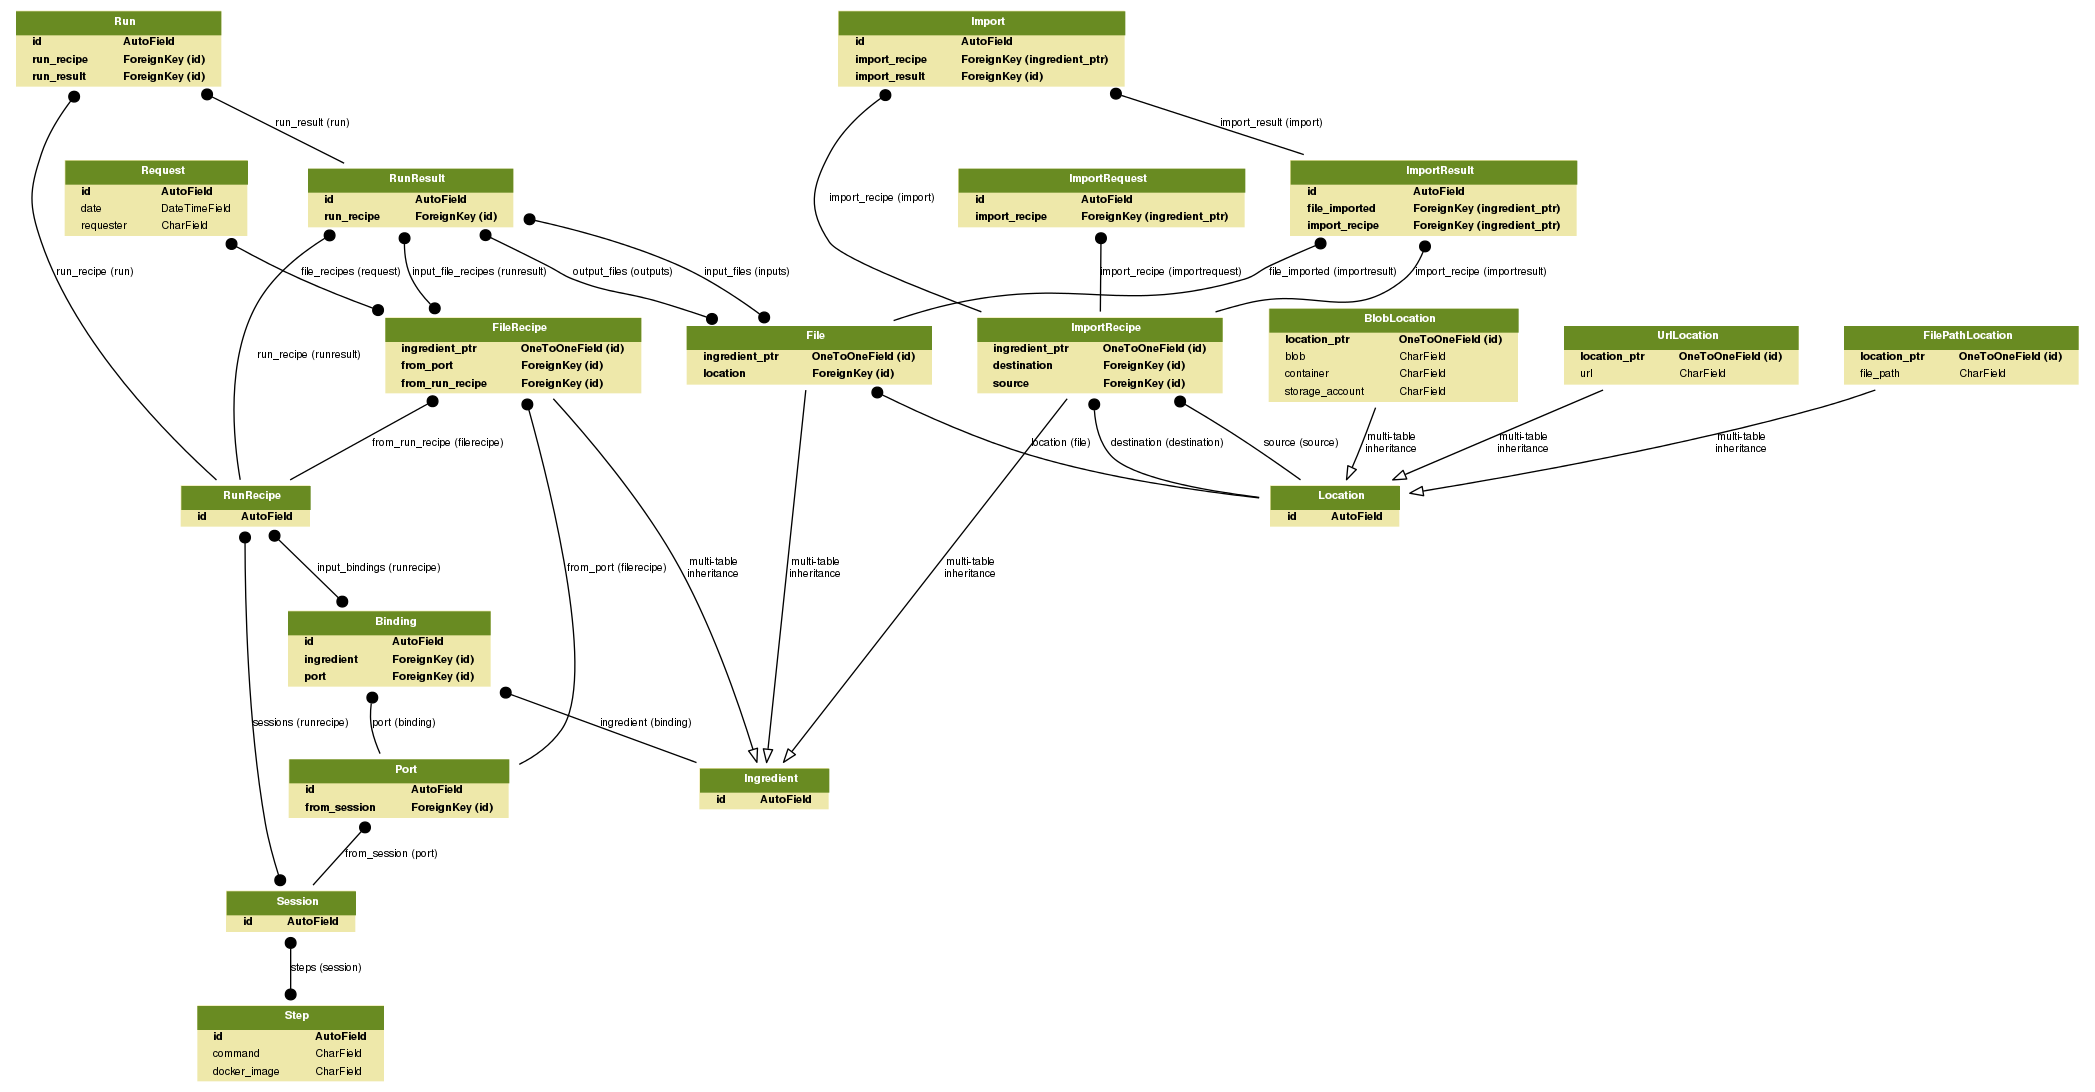 Run
id AutoField
run_recipe ForeignKey (id)
run_result ForeignKey (id)
Import
id AutoField
import_recipe ForeignKey (ingredient_ptr)
import_result ForeignKey (id)
run_result (run)
import_result (import)
Request
id AutoField
date DateTimeField
requester CharField
RunResult
id AutoField
run_recipe ForeignKey (id)
import_recipe (import)
ImportRequest
id AutoField
import_recipe ForeignKey (ingredient_ptr)
ImportResult
id AutoField
file_imported ForeignKey (ingredient_ptr)
import_recipe ForeignKey (ingredient_ptr)
run_recipe (run)
file_recipes (request)
input_file_recipes (runresult)
output_files (outputs)
input_files (inputs)
import_recipe (importrequest)
file_imported (importresult)
import_recipe (importresult)
run_recipe (runresult)
FileRecipe
ingredient_ptr OneToOneField (id)
from_port ForeignKey (id)
from_run_recipe ForeignKey (id)
File
ingredient_ptr OneToOneField (id)
location ForeignKey (id)
ImportRecipe
ingredient_ptr OneToOneField (id)
destination ForeignKey (id)
source ForeignKey (id)
BlobLocation
location_ptr OneToOneField (id)
blob CharField
container CharField
storage_account CharField
UrlLocation
location_ptr OneToOneField (id)
url CharField
FilePathLocation
location_ptr OneToOneField (id)
file_path CharField
from_run_recipe (filerecipe)
location (file)
destination (destination)
source (source)
multi-table
inheritance
multi-table
inheritance
multi-table
inheritance
RunRecipe
id AutoField
Location
id AutoField
input_bindings (runrecipe)
from_port (filerecipe)
multi-table
inheritance
multi-table
inheritance
multi-table
inheritance
Binding
id AutoField
ingredient ForeignKey (id)
port ForeignKey (id)
sessions (runrecipe)
port (binding)
ingredient (binding)
Port
id AutoField
from_session ForeignKey (id)
Ingredient
id AutoField
from_session (port)
Session
id AutoField
steps (session)
Step
id AutoField
command CharField
docker_image CharField